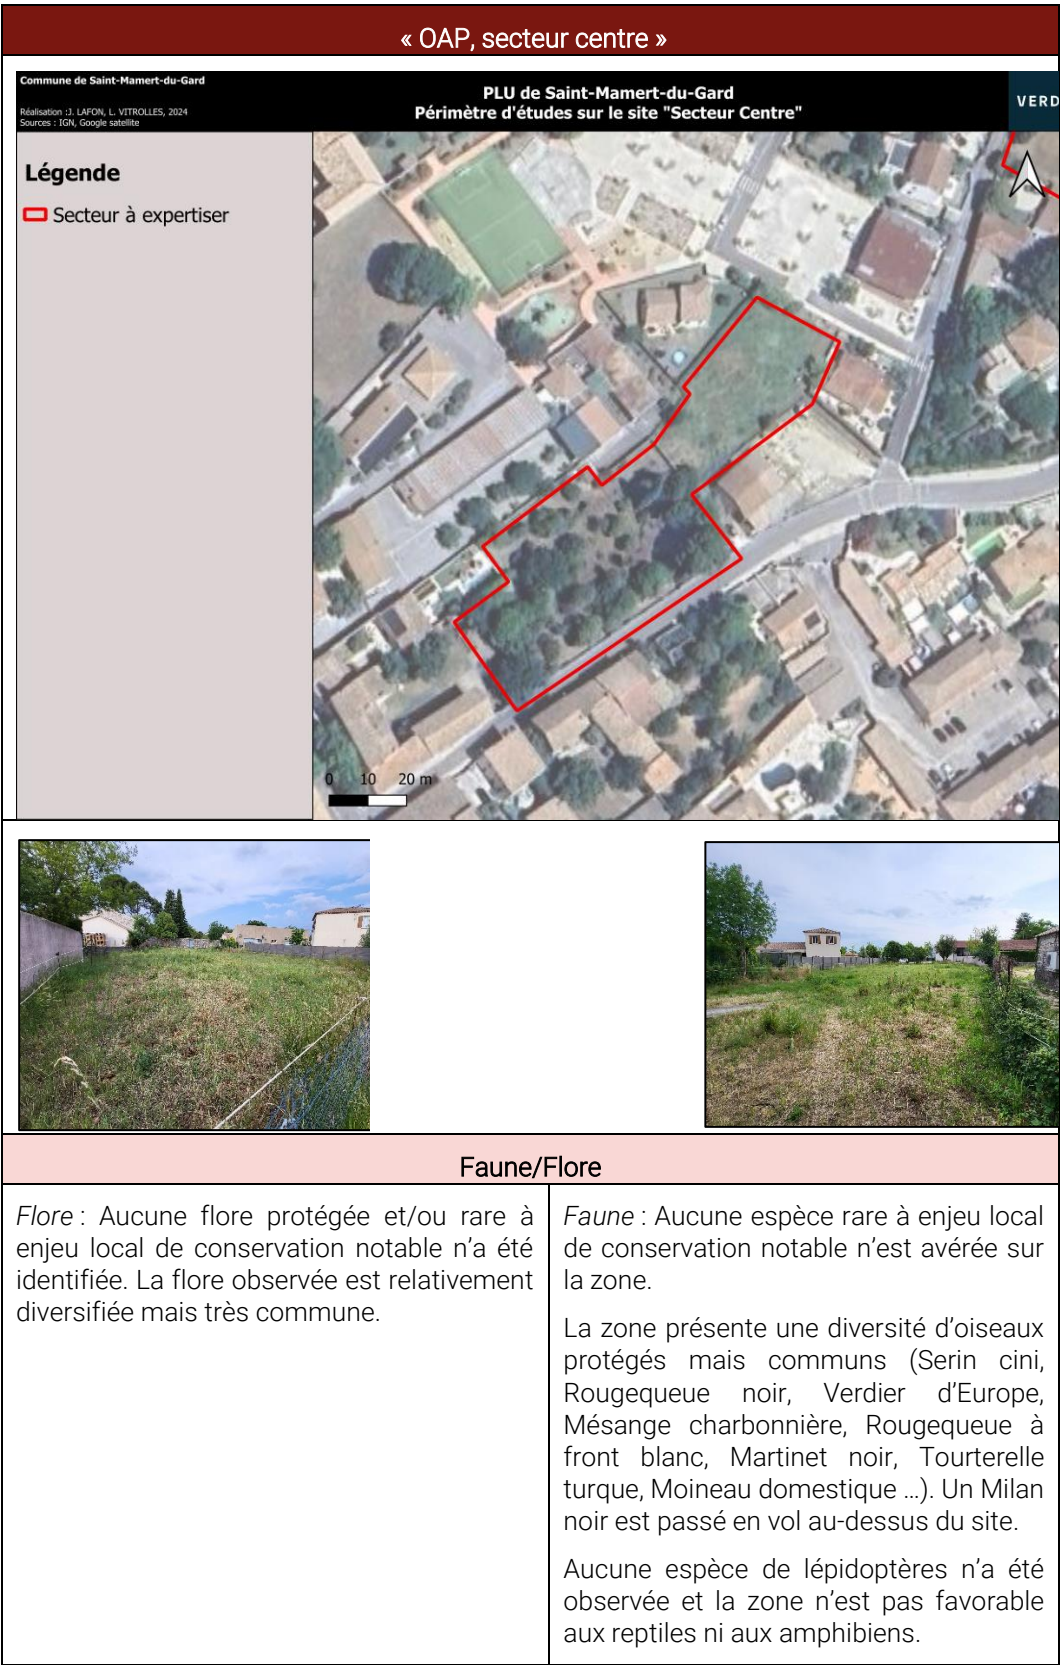 « OAP, secteur centre »
Commune de Saint-Mamert-du-Gard
Réalisation :J. LAFON, L. VITROLLES, 2024
Sources : IGN, Google satellite
PLU de Saint-Mamert-du-Gard
Périmètre d'études sur le site "Secteur Centre"
VERD
Légende
Secteur à expertiser
0 10 20 m
Faune/Flore
Flore : Aucune flore protégée et/ou rare à
enjeu local de conservation notable n'a été
identifiée. La flore observée est relativement
diversifiée mais très commune.
Faune : Aucune espèce rare à enjeu local
de conservation notable n'est avérée sur
la zone.
La zone présente une diversité d'oiseaux
protégés mais communs (Serin cini,
Rougequeue noir, Verdier d'Europe,
Mésange charbonnière, Rougequeue à
front blanc, Martinet noir, Tourterelle
turque, Moineau domestique ...). Un Milan
noir est passé en vol au-dessus du site.
Aucune espèce de lépidoptères n'a été
observée et la zone n'est pas favorable
aux reptiles ni aux amphibiens.